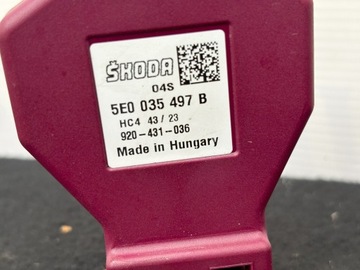 ŠKODA
04S
5E0 035 497 B
HC4 43/23
920-431-036
Made in Hungary